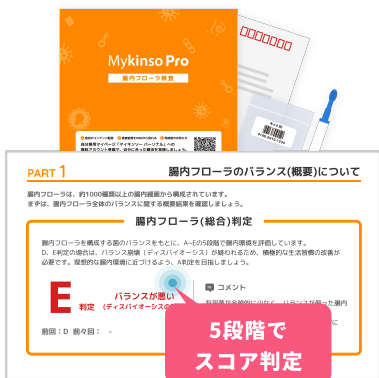 Mykinso Pro
腸内フローラ検査
PART 1
腸内フローラのバランス(概要)について
腸内フローラは、約1000種類以上の腸内細菌から構成されています。
まずは、腸内フローラ全体のバランスに関する概要結果を確認しましょう。
腸内フローラ(総合)判定
腸内フローラを構成する菌のバランスをもとに、A~Eの5段階で腸内環境を評価しています。
D、E判定の場合は、バランス崩壊(ディスバイオーシス)が疑われるため、積極的な生活習慣の改善が
必要です。理想的な腸内環境に近づけるよう、A判定を目指しましょう。
E 判定
バランスが悪い
(ディスバイオーシスの
コメント
前回:D 前々回: -
5段階で
スコア判定